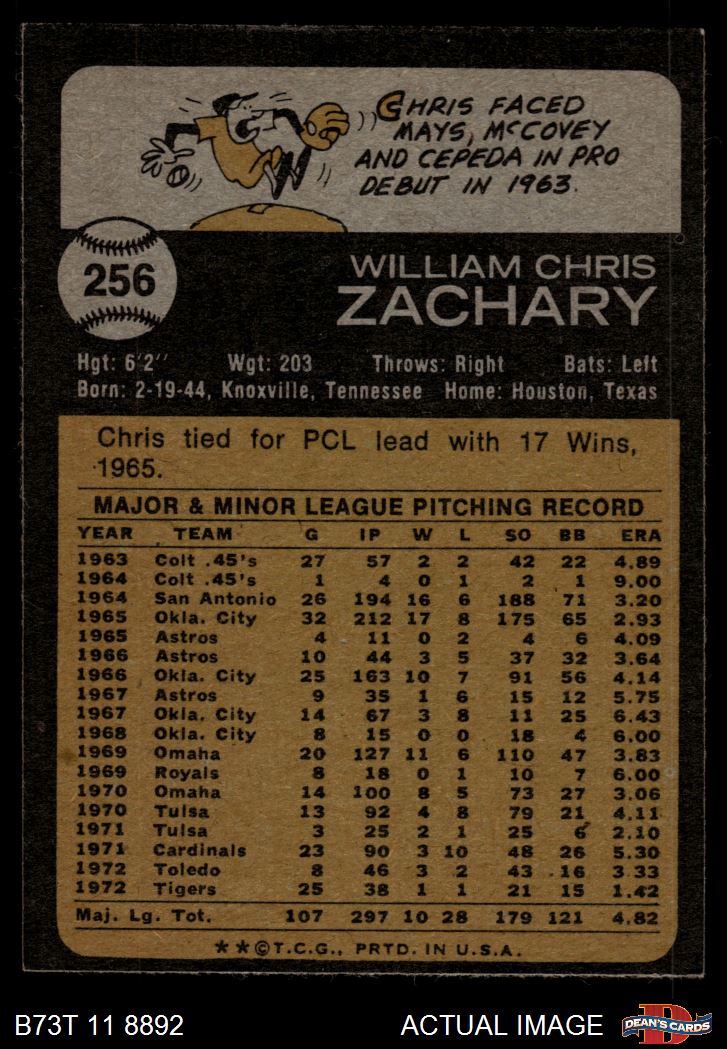 CHRIS FACED
MAYS, McCOVEY
AND CEPEDA IN PRO
DEBUT IN 1963.
256
WILLIAM CHRIS
ZACHARY
Hgt: 6'2" Wgt: 203 Throws: Right Bats: Left
Born: 2-19-44, Knoxville, Tennessee Home: Houston, Texas
Chris tied for PCL lead with 17 Wins,
1965.
MAJOR & MINOR LEAGUE PITCHING RECORD
YEAR TEAM G IP W L SO BB ERA
1963 Colt .45's 27 57 2 2 42 22 4.89
1964 Colt .45's 1 4 0 1 2 1 9.00
1964 San Antonio 26 194 16 6 188 71 3.20
1965 Okla. City 32 212 17 8 175 65 2.93
1965 Astros 4 11 0 2 4 6 4.09
1966 Astros 10 44 3 5 37 32 3.64
1966 Okla. City 25 163 10 7 91 56 4.14
1967 Astros 9 35 1 6 15 12 5.75
1967 Okla. City 14 67 3 8 11 25 6.43
1968 Okla. City 8 15 0 0 18 4 6.00
1969 Omaha 20 127 11 6 110 47 3.83
1969 Royals 8 18 0 1 10 7 6.00
1970 Omaha 14 100 8 5 73 27 3.06
1970 Tulsa 13 92 4 8 79 21 4.11
1971 Tulsa 3 25 2 1 25 6 2.10
1971 Cardinals 23 90 3 10 48 26 5.30
1972 Toledo 8 46 3 2 43 16 3.33
1972 Tigers 25 38 1 1 21 15 1.42
Maj. Lg. Tot. 107 297 10 28 179 121 4.82
**©T.C.G., PRTD. IN U.S.A.
B73T 11 8892 ACTUAL IMAGE
D
DEAN'S CARDS